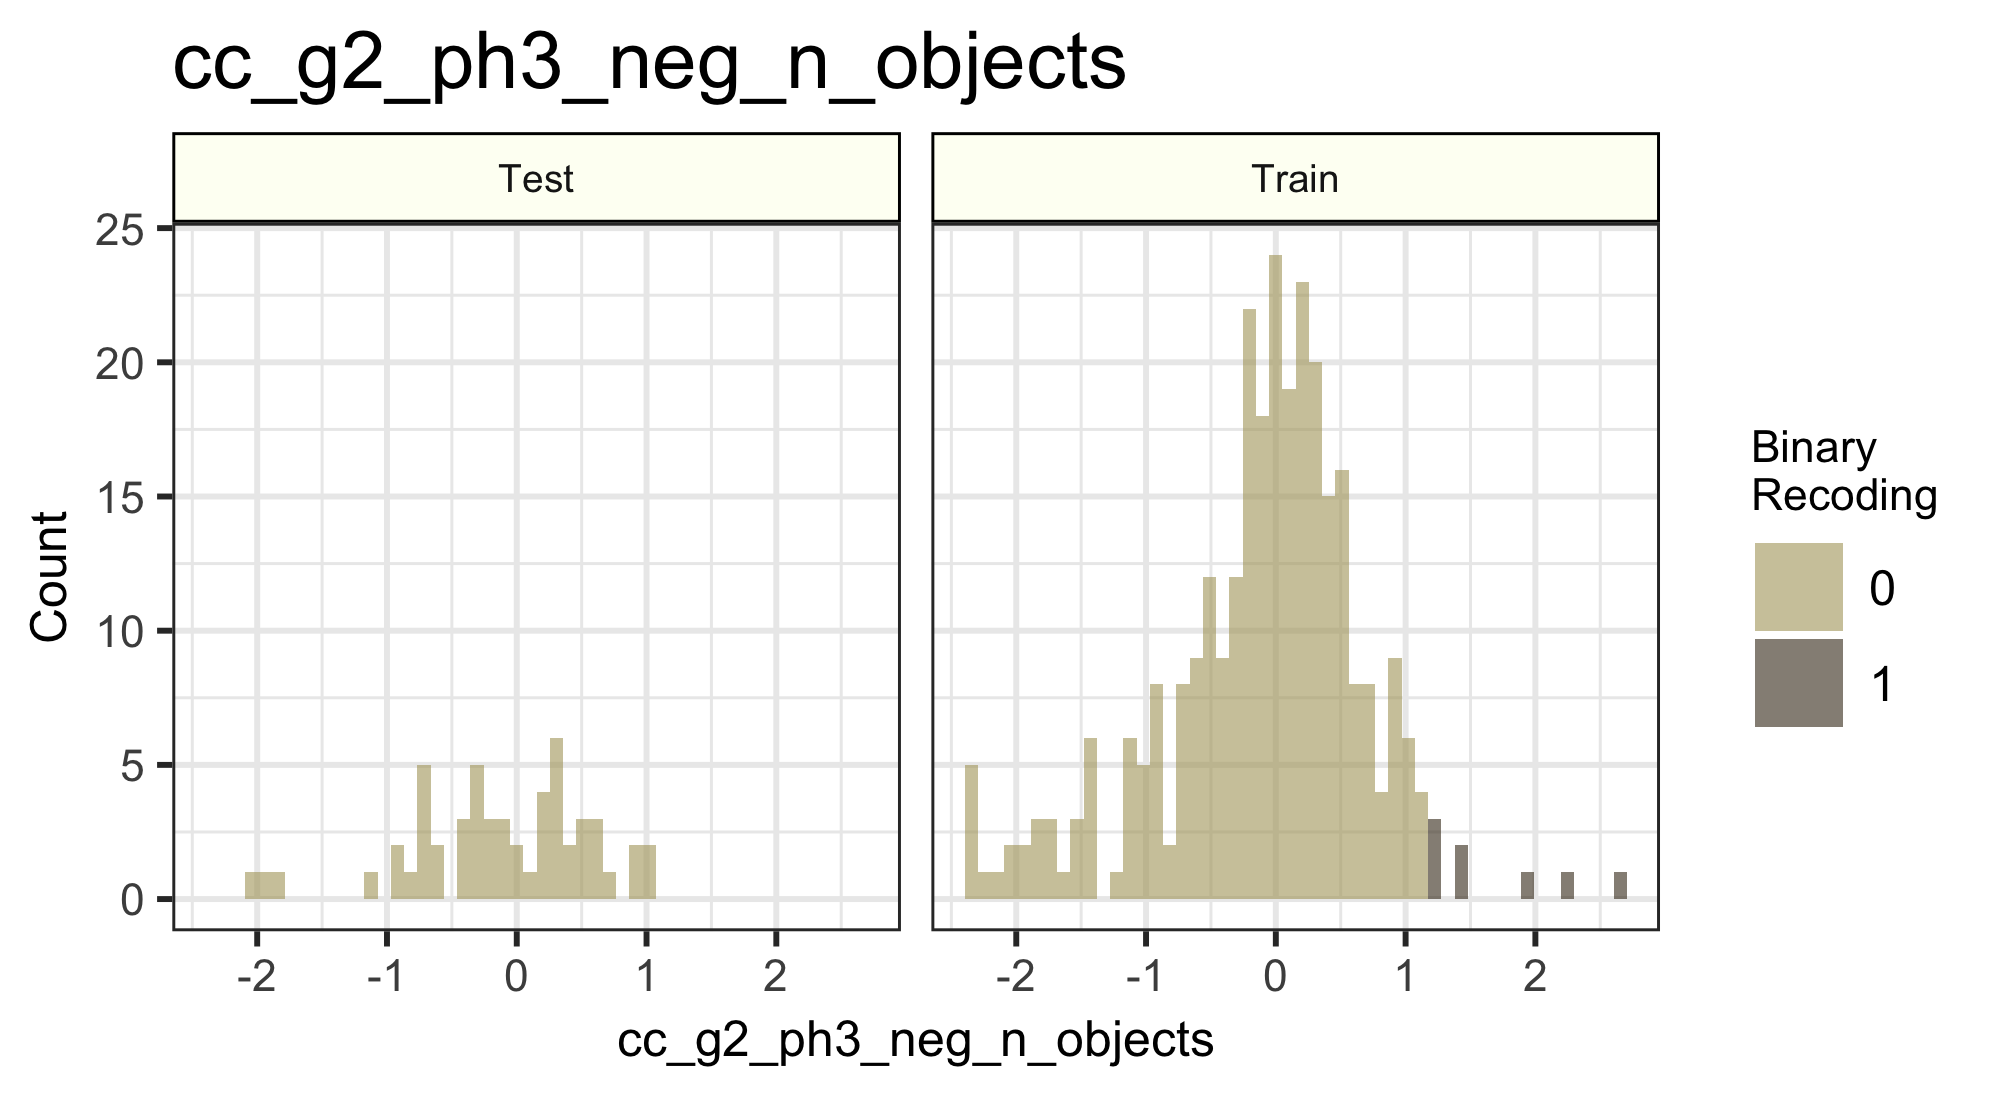 cc_g2_ph3_neg_n_objects
Test
Train
25
20
15
10
5
0
Count
-2
-1
0
1
2
-2
-1
0
1
2
cc_g2_ph3_neg_n_objects
Binary
Recoding
0
1